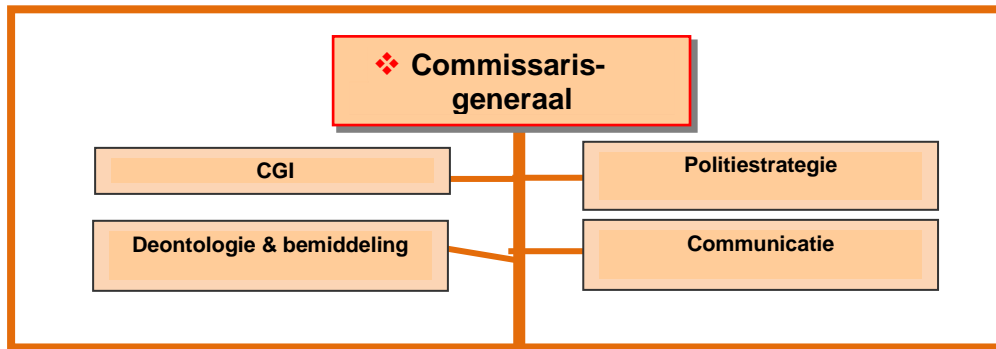 ❖ Commissaris-
generaal
CGI
Politiestrategie
Deontologie & bemiddeling
Communicatie